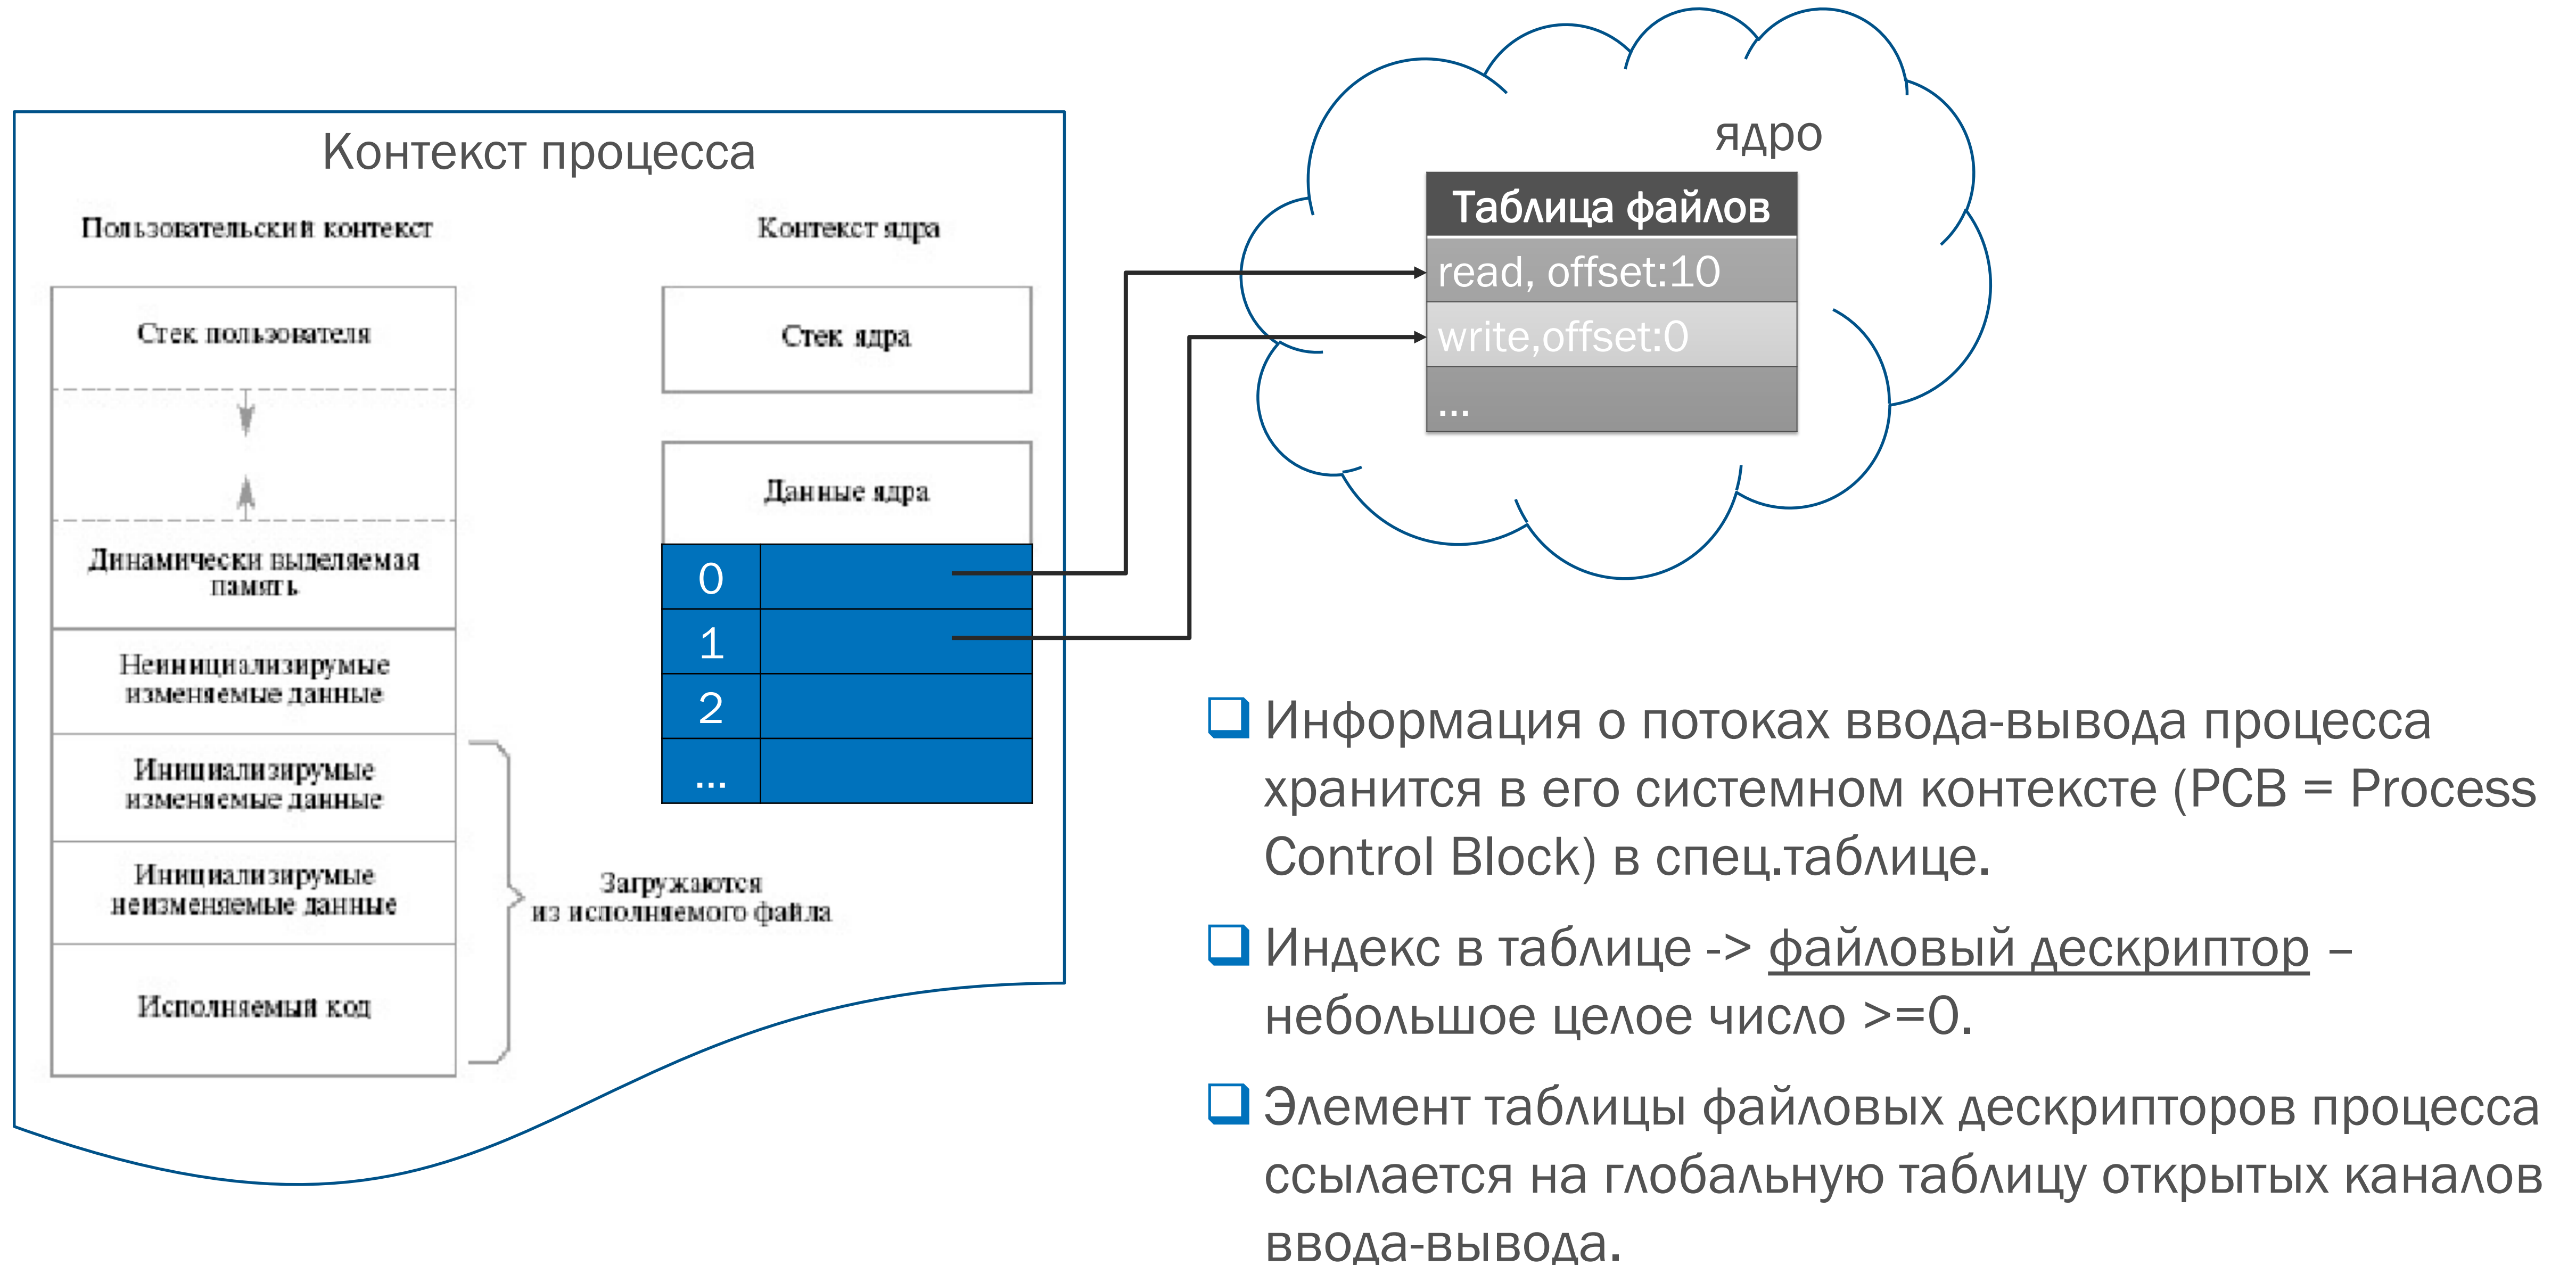 Контекст процесса
Пользовательский контекст
Стек пользователя
Динамически выделяемая
память
Неинициализирумые
изменяемые данные
Инициализирумые
изменяемые данные
Инициализирумые
неизменяемые данные
Исполняемый код
Загружаются
из исполняемого файла
Контекст ядра
Стек ядра
Данные ядра
0
1
2
...
ядро
Таблица файлов
read, offset:10
write,offset:0
...
Информация о потоках ввода-вывода процесса
хранится в его системном контексте (PCB = Process
Control Block) в спец.таблице.
Индекс в таблице -> файловый дескриптор –
небольшое целое число >=0.
Элемент таблицы файловых дескрипторов процесса
ссылается на глобальную таблицу открытых каналов
ввода-вывода.